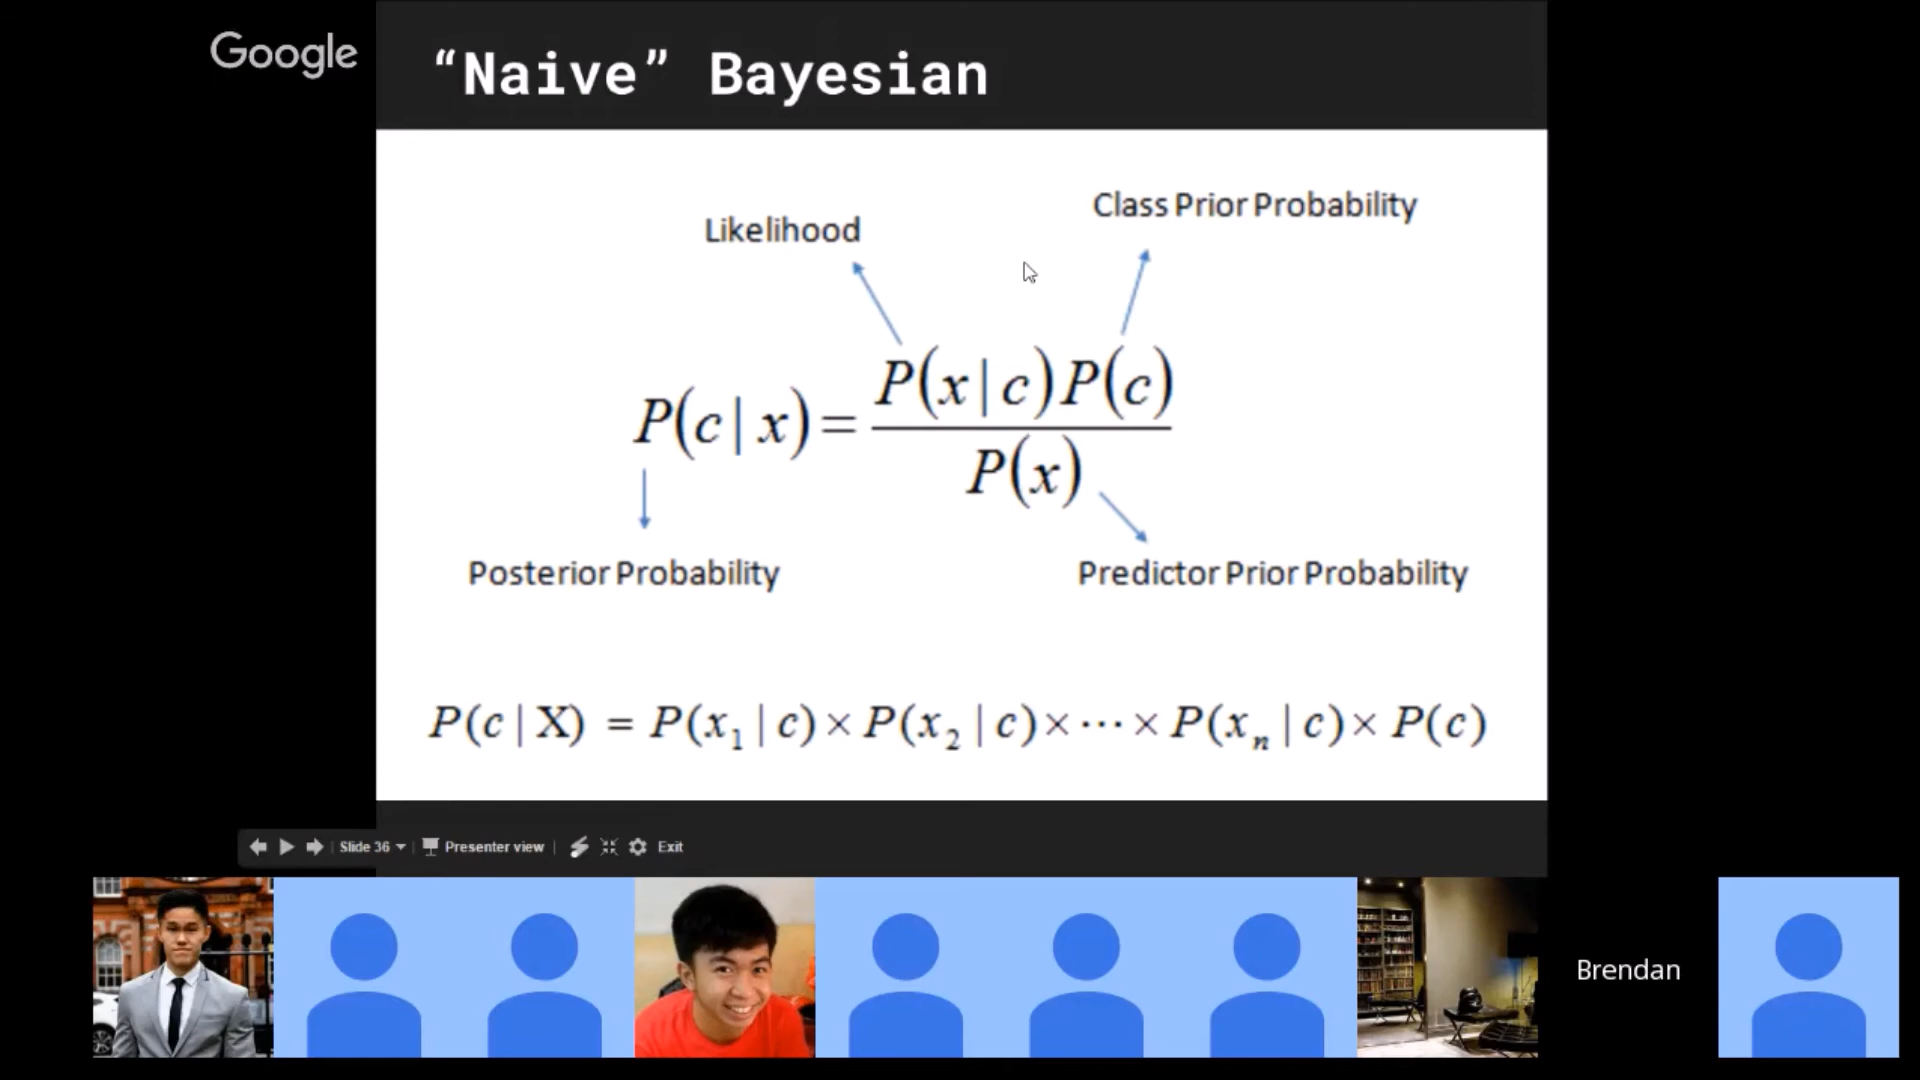 Google
“Naive” Bayesian
Class Prior Probability
Likelihood
P(c | x) = P(x | c) P(c) / P(x)
Posterior Probability
Predictor Prior Probability
P(c | X) = P(x₁ | c) × P(x₂ | c) × ⋯ × P(xₙ | c) × P(c)
Slide 36
Presenter view
Exit
Brendan